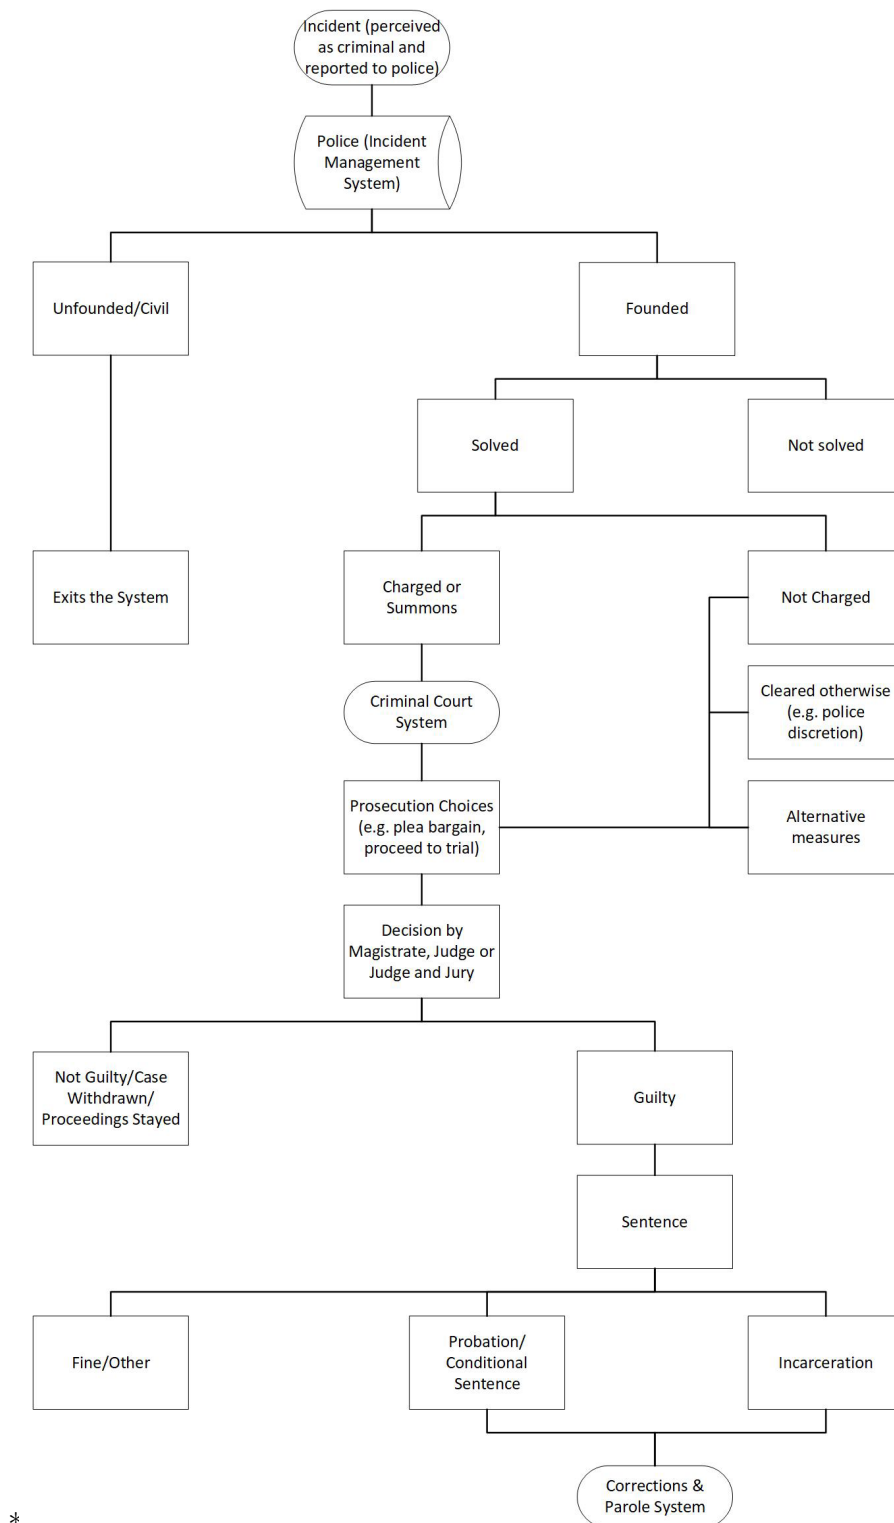 Incident (perceived
as criminal and
reported to police)
Police (Incident
Management
System)
Unfounded/Civil
Founded
Solved
Not solved
Exits the System
Charged or
Summons
Not Charged
Criminal Court
System
Cleared otherwise
(e.g. police
discretion)
Prosecution Choices
(e.g. plea bargain,
proceed to trial)
Alternative
measures
Decision by
Magistrate, Judge or
Judge and Jury
Not Guilty/Case
Withdrawn/
Proceedings Stayed
Guilty
Sentence
Fine/Other
Probation/
Conditional
Sentence
Incarceration
Corrections &
Parole System
*